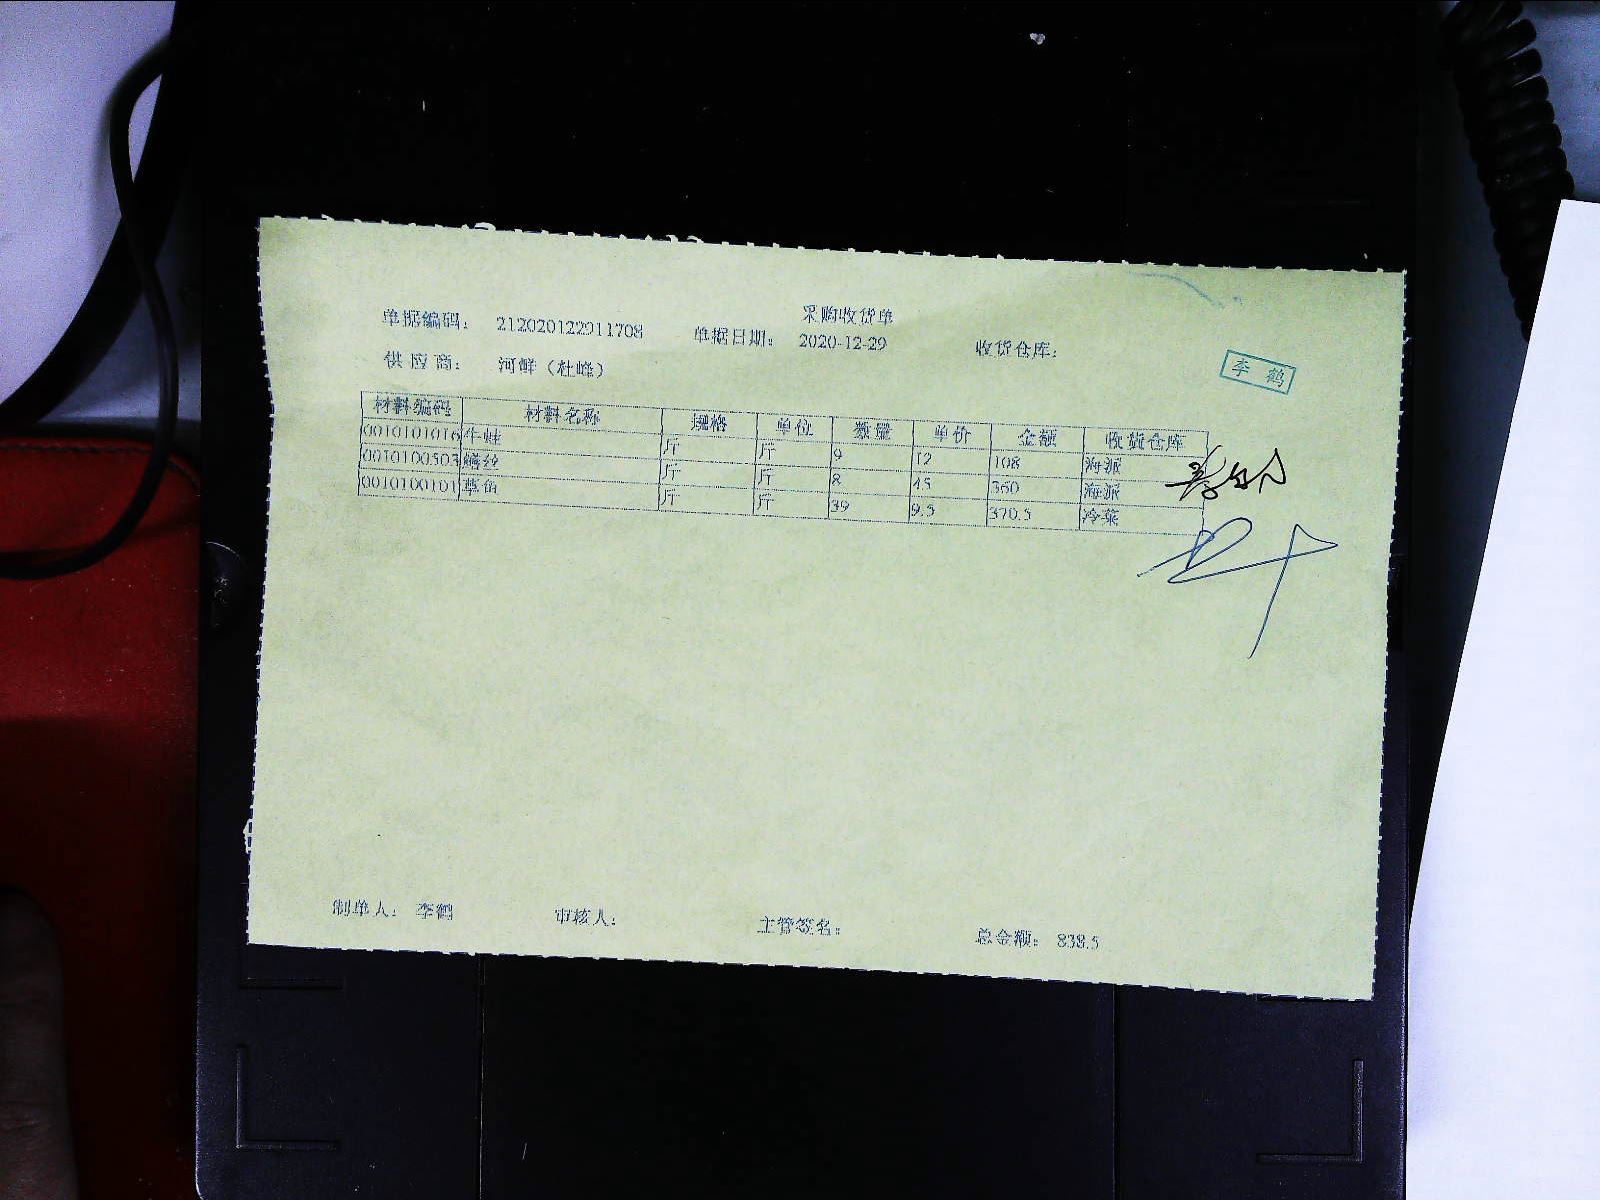 采购收货单
单据编码: 212020122911708 单据日期: 2020-12-29 收货仓库:
供应商: 河鲜（杜峰）
李鹤
材料编码 材料名称 规格 单位 数量 单价 金额 收货仓库
0010101016 牛蛙 斤 斤 9 12 108 海派
0010100303 鳝丝 斤 斤 8 45 360 海派
0010100101 草鱼 斤 斤 39 9.5 370.5 冷菜
制单人: 李鹤 审核人: 主管签名: 总金额: 838.5